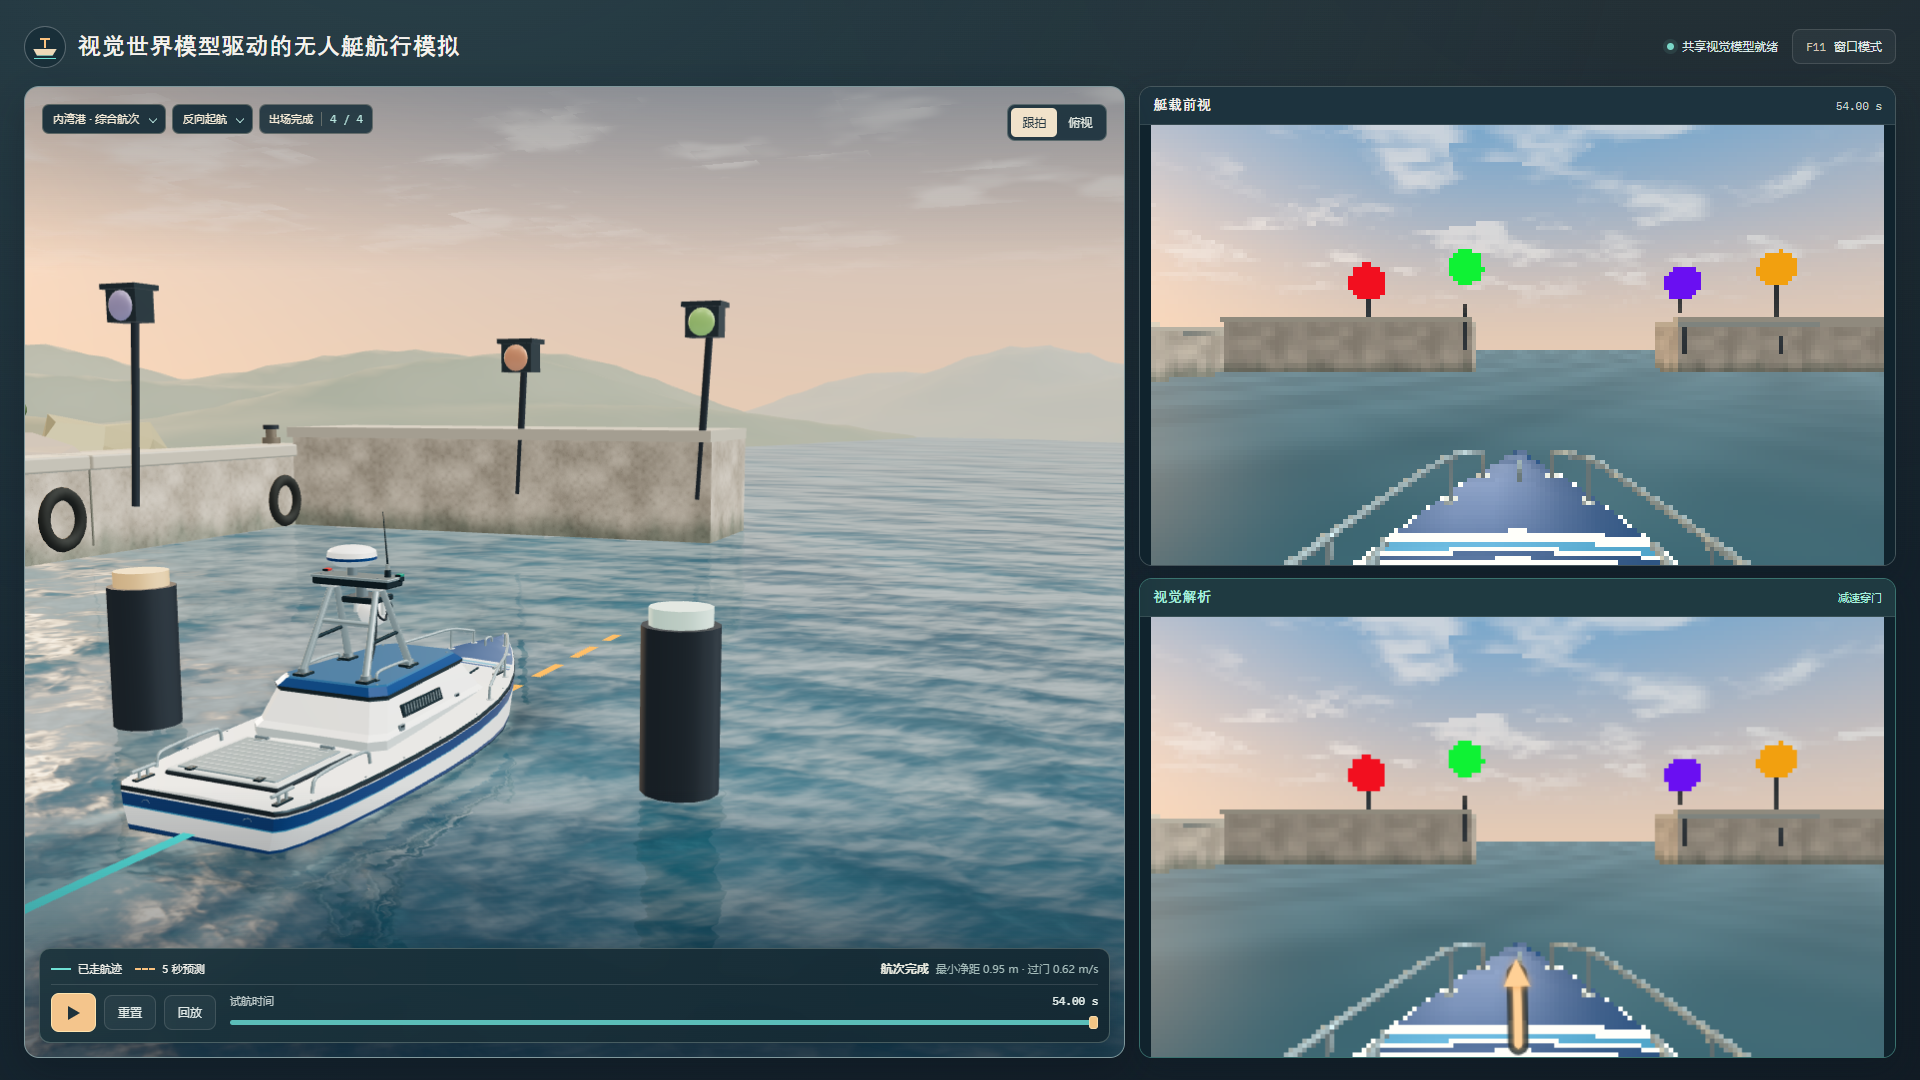 视觉世界模型驱动的无人艇航行模拟
共享视觉模型就绪
F11 窗口模式
内湾港 · 综合航次
反向起航
出场完成 4 / 4
跟拍
俯视
艇载前视
54.00 s
视觉解析
减速穿门
已走航迹
5 秒预测
航次完成 最小净距 0.95 m · 过门 0.62 m/s
重置
回放
试航时间
54.00 s